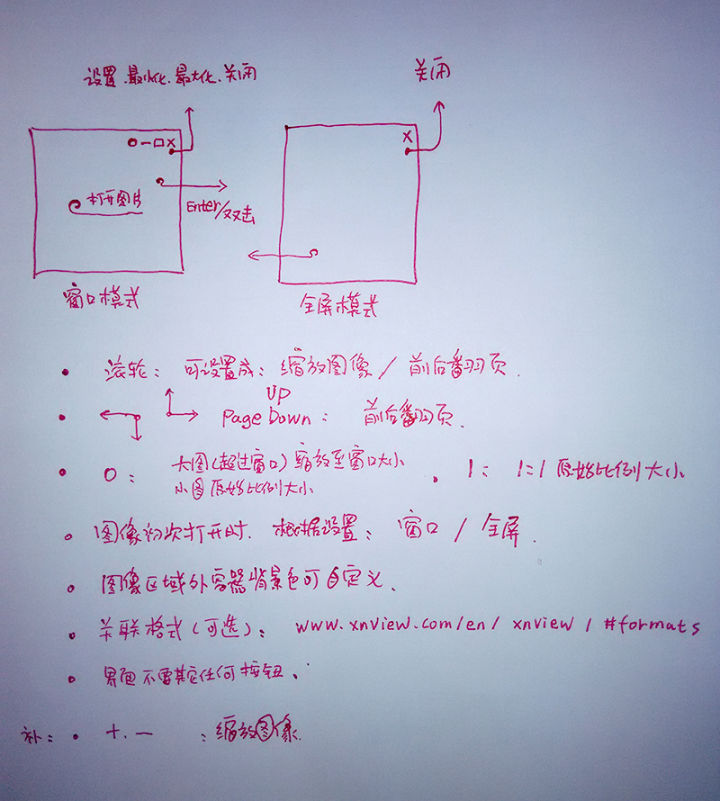 设置.最小化.最大化.关闭
关闭
○一口X
X
打开图片
Enter/双击
窗口模式
全屏模式
• 滚轮：可设置成：缩放图像/前后翻页.
UP
• Page Down：前后翻页.
• 0：大图(超过窗口)缩放至窗口大小
小图原始比例大小
• 1：1:1原始比例大小
• 图像初次打开时.根据设置：窗口/全屏.
• 图像区域外容器背景色可自定义.
• 关联格式(可选)：www.xnview.com/en/xnview/#formats
• 界面不需其它任何按钮.
补：• +.一：缩放图像.